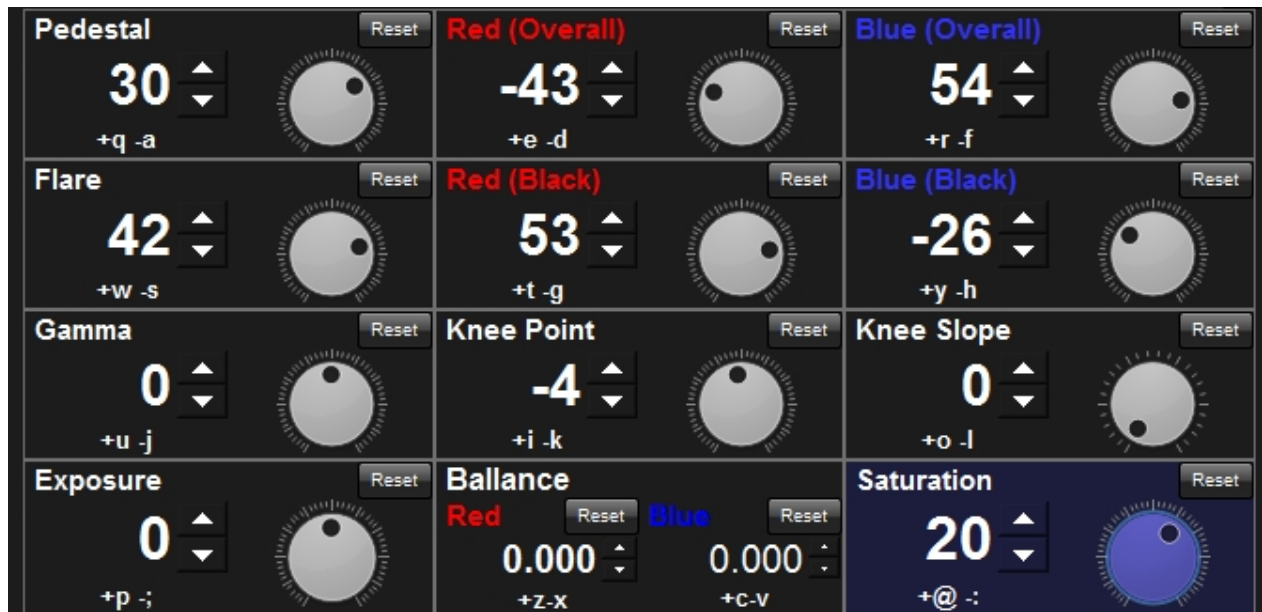 Pedestal Reset
30
+q -a
Red (Overall) Reset
-43
+e -d
Blue (Overall) Reset
54
+r -f
Flare Reset
42
+w -s
Red (Black) Reset
53
+t -g
Blue (Black) Reset
-26
+y -h
Gamma Reset
0
+u -j
Knee Point Reset
-4
+i -k
Knee Slope Reset
0
+o -l
Exposure Reset
0
+p -;
Ballance
Red Reset Blue Reset
0.000 0.000
+z-x +c-v
Saturation Reset
20
+@ -: